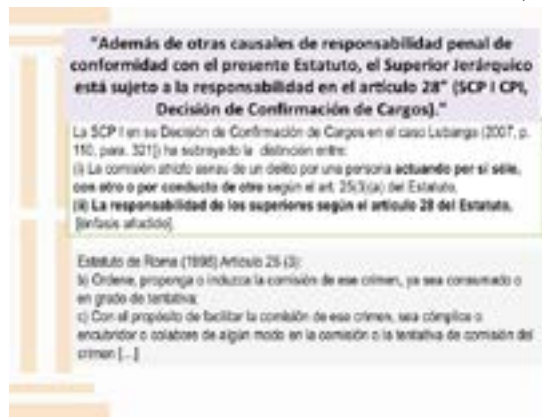 "Además de otras causales de responsabilidad penal de
conformidad con el presente Estatuto, el Superior Jerárquico
está sujeto a la responsabilidad en el artículo 28" (SCP I CPI,
Decisión de Confirmación de Cargos)."
La SCP I en su Decisión de Confirmación de Cargos en el caso Lubanga (2007, p.
110, para. 321]) ha subrayado la distinción entre:
(i) La comisión stricto sensu de un delito por una persona actuando por sí sólo,
con otro o por conducto de otro según el art. 25(3)(a) del Estatuto.
(ii) La responsabilidad de los superiores según el artículo 28 del Estatuto.
[énfasis añadido].
Estatuto de Roma (1998) Artículo 25 (3):
b) Ordene, proponga o induzca la comisión de ese crimen, ya sea consumado o
en grado de tentativa;
c) Con el propósito de facilitar la comisión de ese crimen, sea cómplice o
encubridor o colabore de algún modo en la comisión o la tentativa de comisión del
crimen [...]